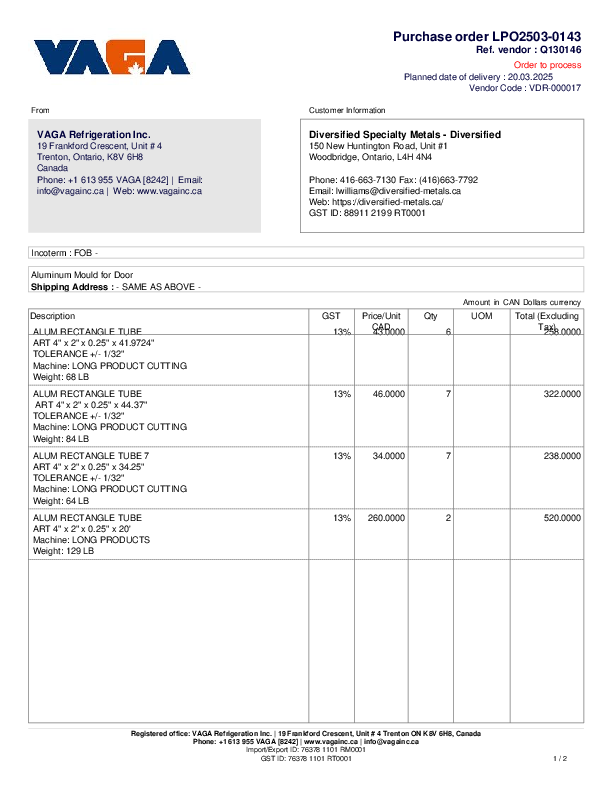 VAGA
Purchase order LPO2503-0143
Ref. vendor : Q130146
Order to process
Planned date of delivery : 20.03.2025
Vendor Code : VDR-000017
From
Customer Information
VAGA Refrigeration Inc.
19 Frankford Crescent, Unit # 4
Trenton, Ontario, K8V 6H8
Canada
Phone: +1 613 955 VAGA [8242] | Email:
info@vagainc.ca | Web: www.vagainc.ca
Diversified Specialty Metals - Diversified
150 New Huntington Road, Unit #1
Woodbridge, Ontario, L4H 4N4
Phone: 416-663-7130 Fax: (416)663-7792
Email: lwilliams@diversified-metals.ca
Web: https://diversified-metals.ca/
GST ID: 88911 2199 RT0001
Incoterm : FOB -
Aluminum Mould for Door
Shipping Address : - SAME AS ABOVE -
Amount in CAN Dollars currency
Description GST Price/Unit CAD Qty UOM Total (Excluding Tax)
ALUM RECTANGLE TUBE 13% 43.0000 6 258.0000
ART 4" x 2" x 0.25" x 41.9724"
TOLERANCE +/- 1/32"
Machine: LONG PRODUCT CUTTING
Weight: 68 LB
ALUM RECTANGLE TUBE 13% 46.0000 7 322.0000
ART 4" x 2" x 0.25" x 44.37"
TOLERANCE +/- 1/32"
Machine: LONG PRODUCT CUTTING
Weight: 84 LB
ALUM RECTANGLE TUBE 7 13% 34.0000 7 238.0000
ART 4" x 2" x 0.25" x 34.25"
TOLERANCE +/- 1/32"
Machine: LONG PRODUCT CUTTING
Weight: 64 LB
ALUM RECTANGLE TUBE 13% 260.0000 2 520.0000
ART 4" x 2" x 0.25" x 20'
Machine: LONG PRODUCTS
Weight: 129 LB
Registered office: VAGA Refrigeration Inc. | 19 Frankford Crescent, Unit # 4 Trenton ON K8V 6H8, Canada
Phone: +1 613 955 VAGA [8242] | www.vagainc.ca | info@vagainc.ca
Import/Export ID: 76378 1101 RM0001
GST ID: 76378 1101 RT0001
1 / 2